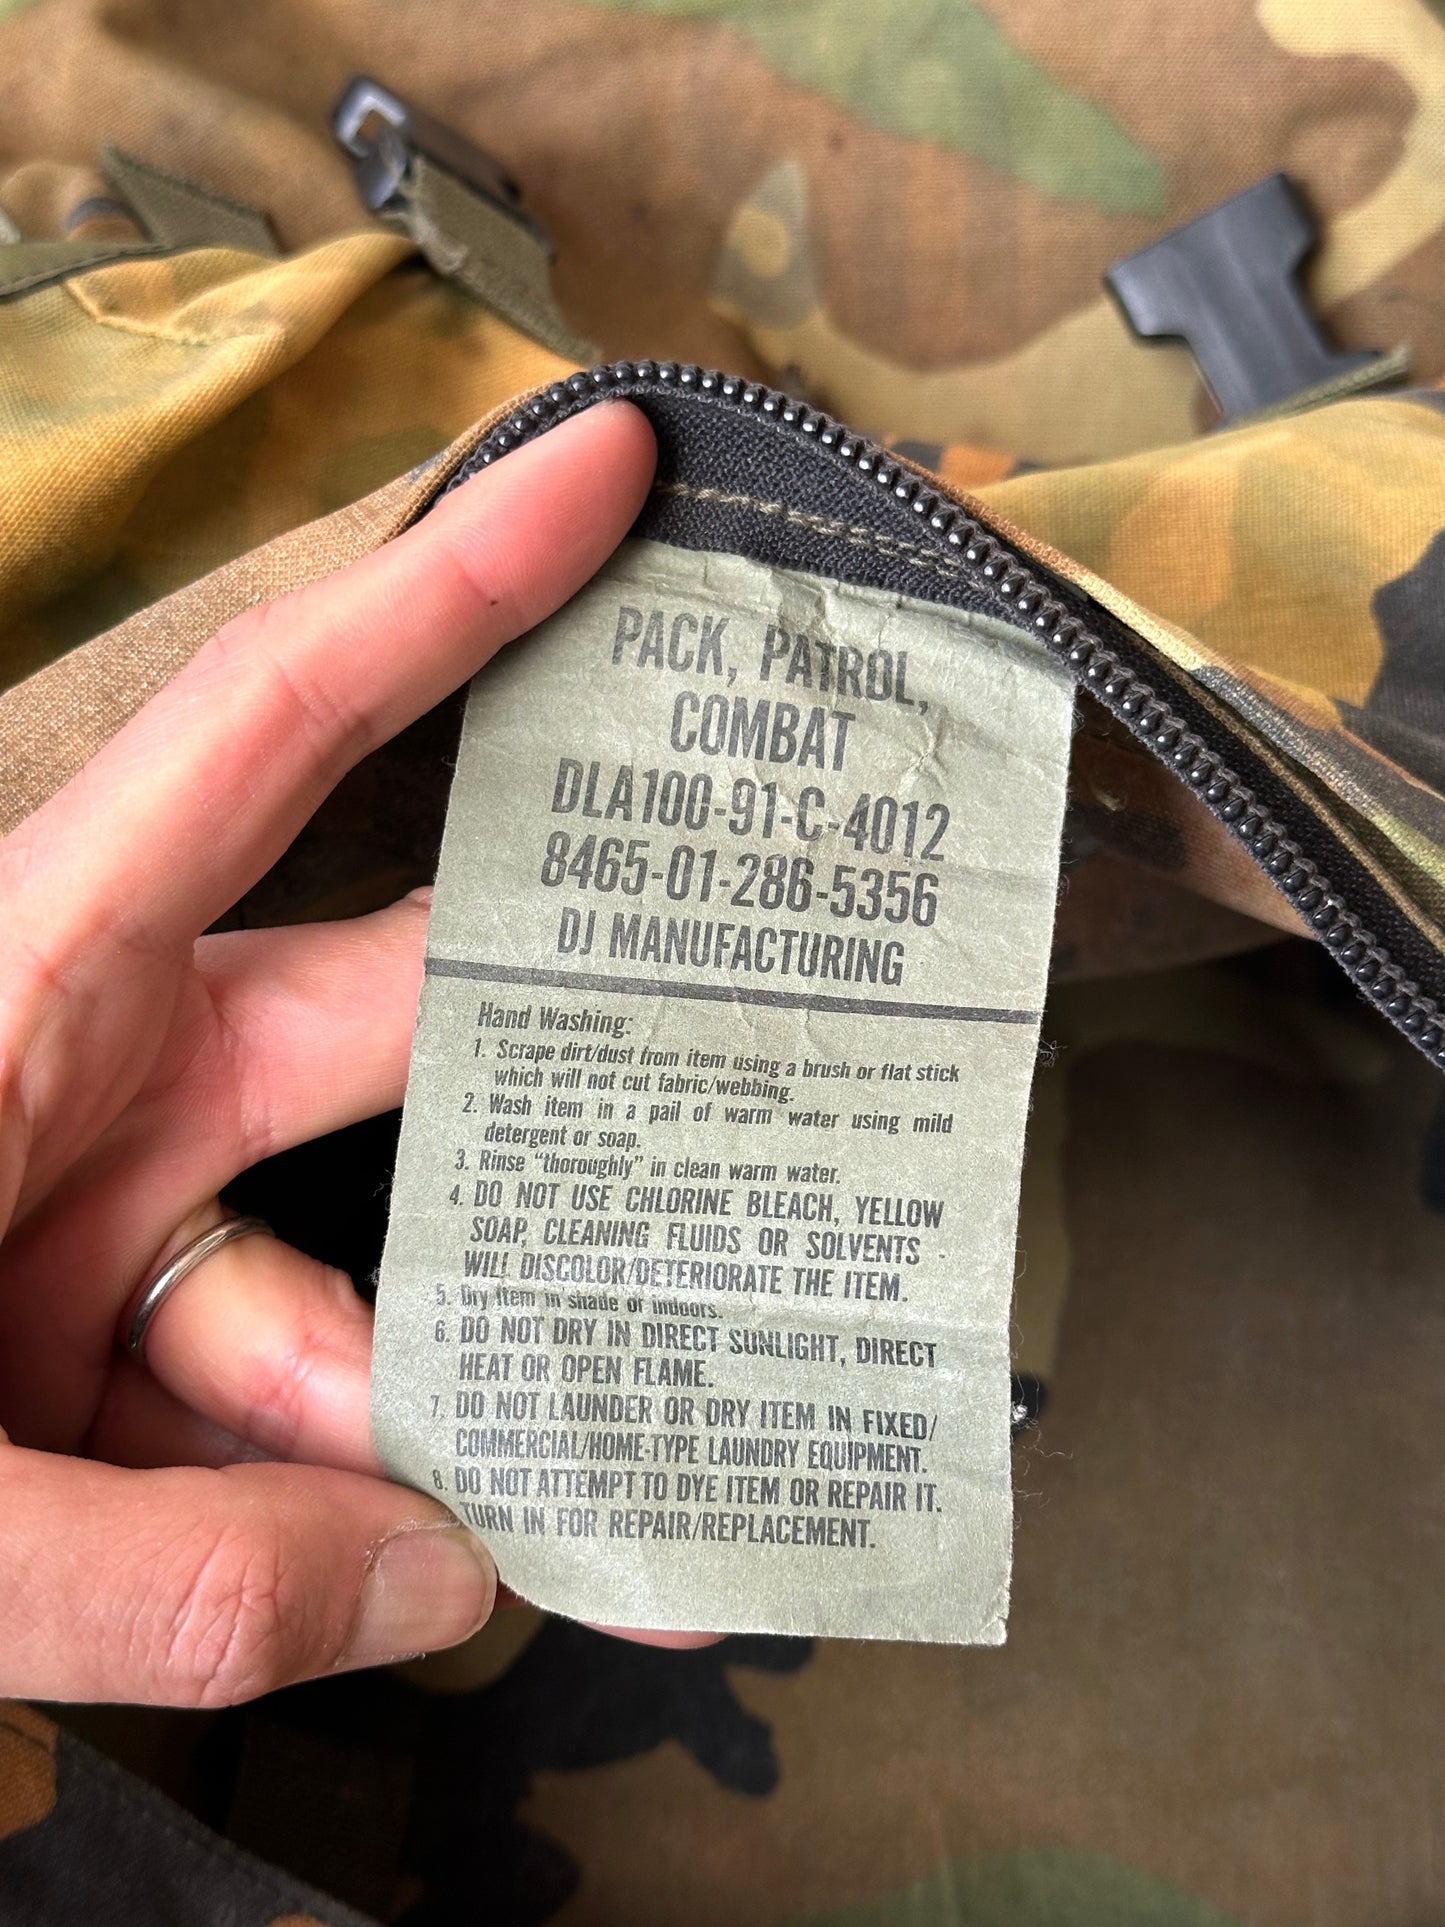 PACK, PATROL,
COMBAT
DLA100-91-C-4012
8465-01-286-5356
DJ MANUFACTURING
Hand Washing:
1. Scrape dirt/dust from item using a brush or flat stick
which will not cut fabric/webbing.
2. Wash item in a pail of warm water using mild
detergent or soap.
3. Rinse "thoroughly" in clean warm water.
4. DO NOT USE CHLORINE BLEACH, YELLOW
SOAP, CLEANING FLUIDS OR SOLVENTS -
WILL DISCOLOR/DETERIORATE THE ITEM.
5. Dry item in shade or indoors.
6. DO NOT DRY IN DIRECT SUNLIGHT, DIRECT
HEAT OR OPEN FLAME.
7. DO NOT LAUNDER OR DRY ITEM IN FIXED/
COMMERCIAL/HOME-TYPE LAUNDRY EQUIPMENT.
8. DO NOT ATTEMPT TO DYE ITEM OR REPAIR IT.
TURN IN FOR REPAIR/REPLACEMENT.